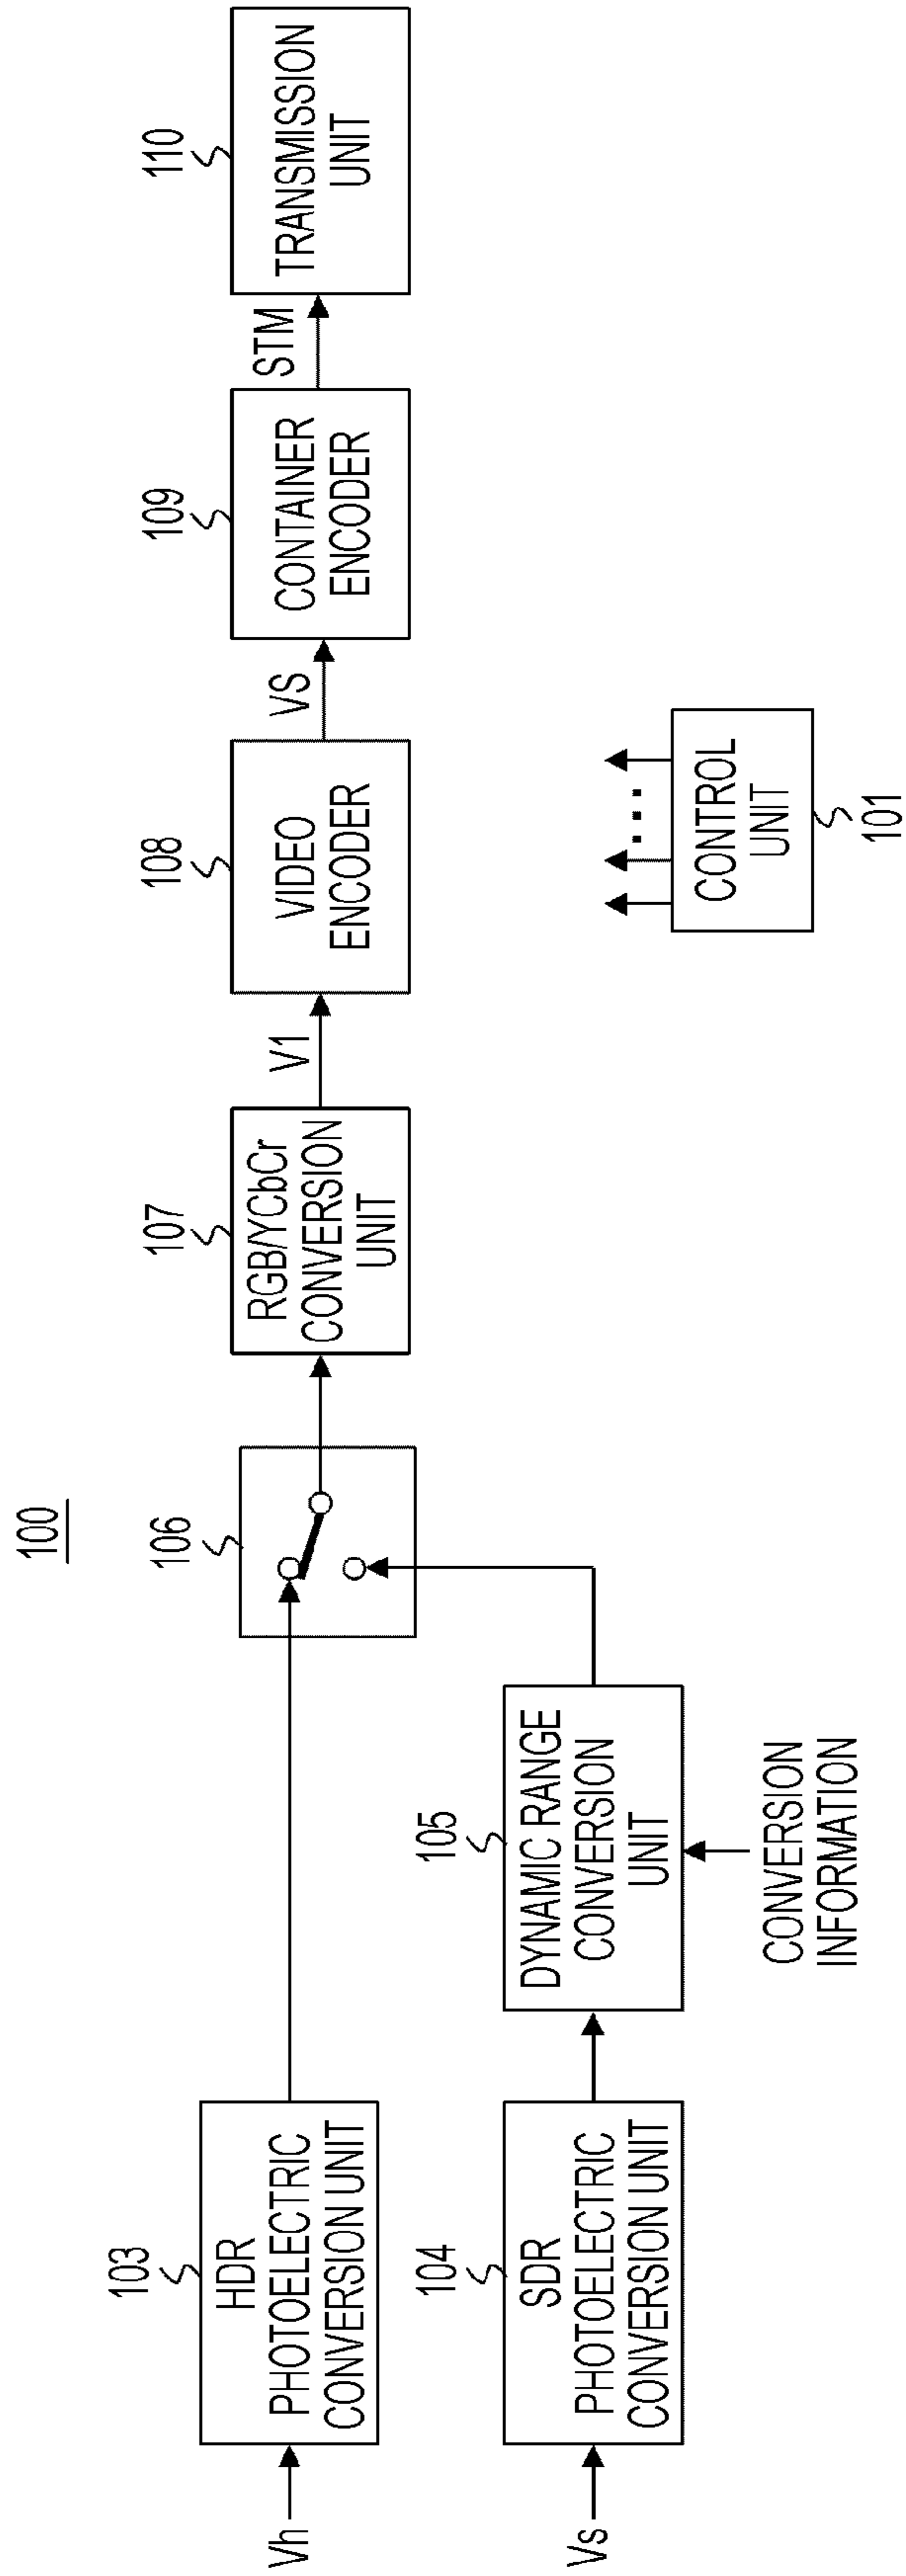 100
Vh
103
HDR
PHOTOELECTRIC
CONVERSION UNIT
Vs
104
SDR
PHOTOELECTRIC
CONVERSION UNIT
105
DYNAMIC RANGE
CONVERSION
UNIT
CONVERSION
INFORMATION
106
107
RGB/YCbCr
CONVERSION
UNIT
V1
108
VIDEO
ENCODER
VS
109
CONTAINER
ENCODER
STM
110
TRANSMISSION
UNIT
CONTROL
UNIT
101